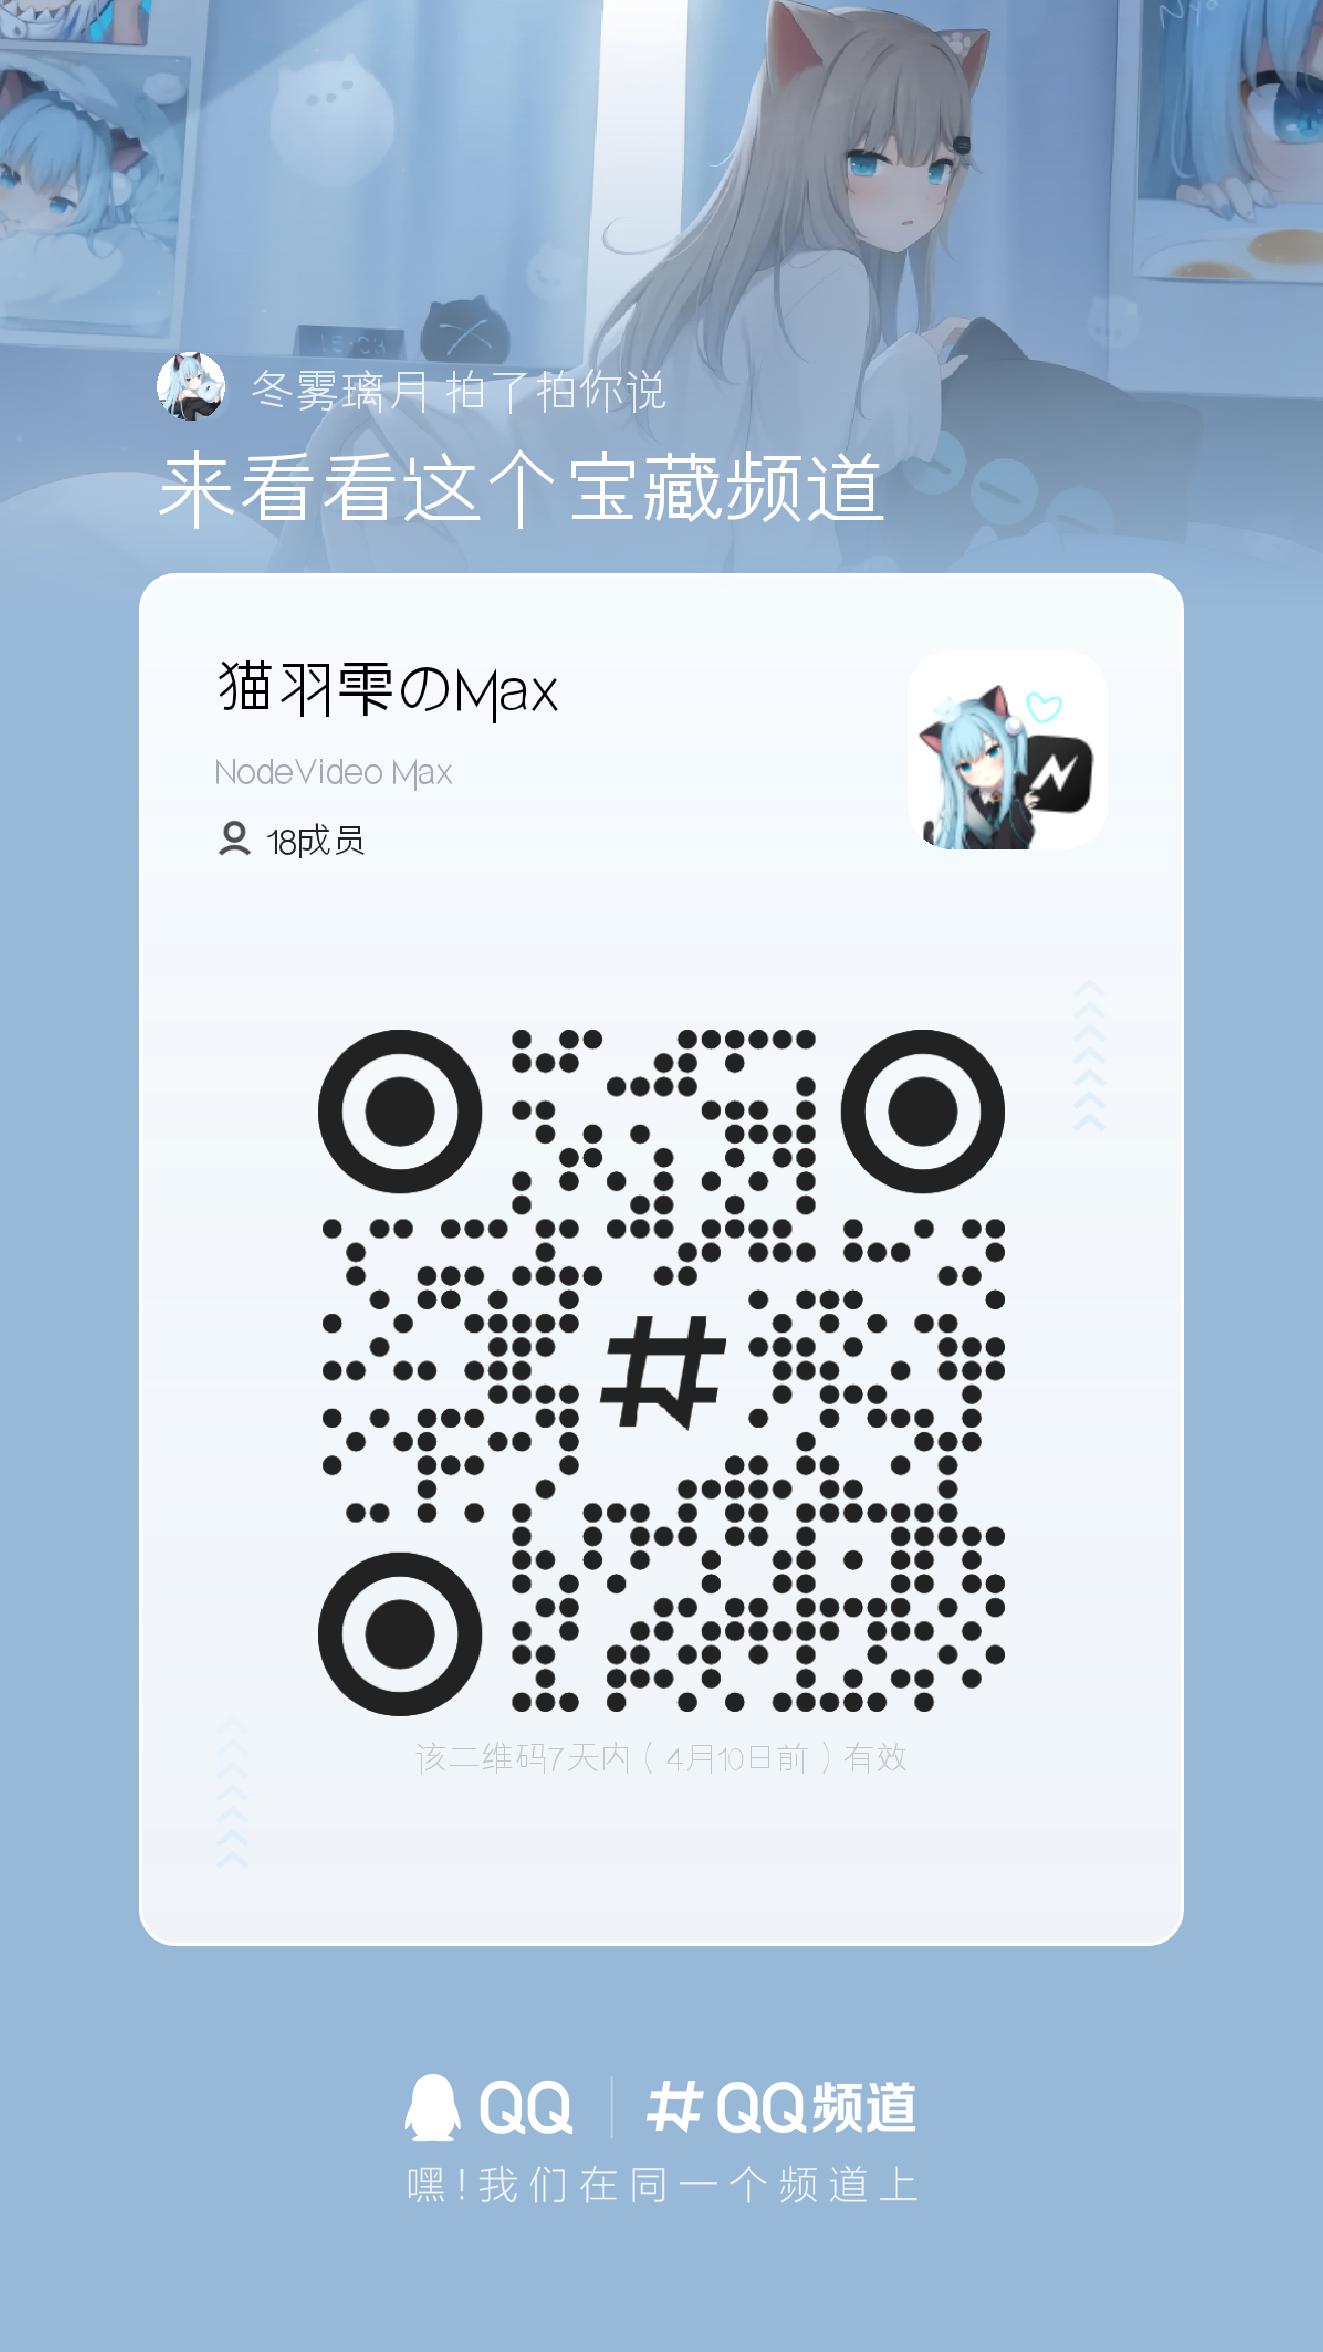 Nya
15:CH
冬雾璃月 拍了拍你说
来看看这个宝藏频道
猫羽雫のMax
NodeVideo Max
18成员
该二维码7天内（4月10日前）有效
QQ
QQ频道
嘿!我们在同一个频道上